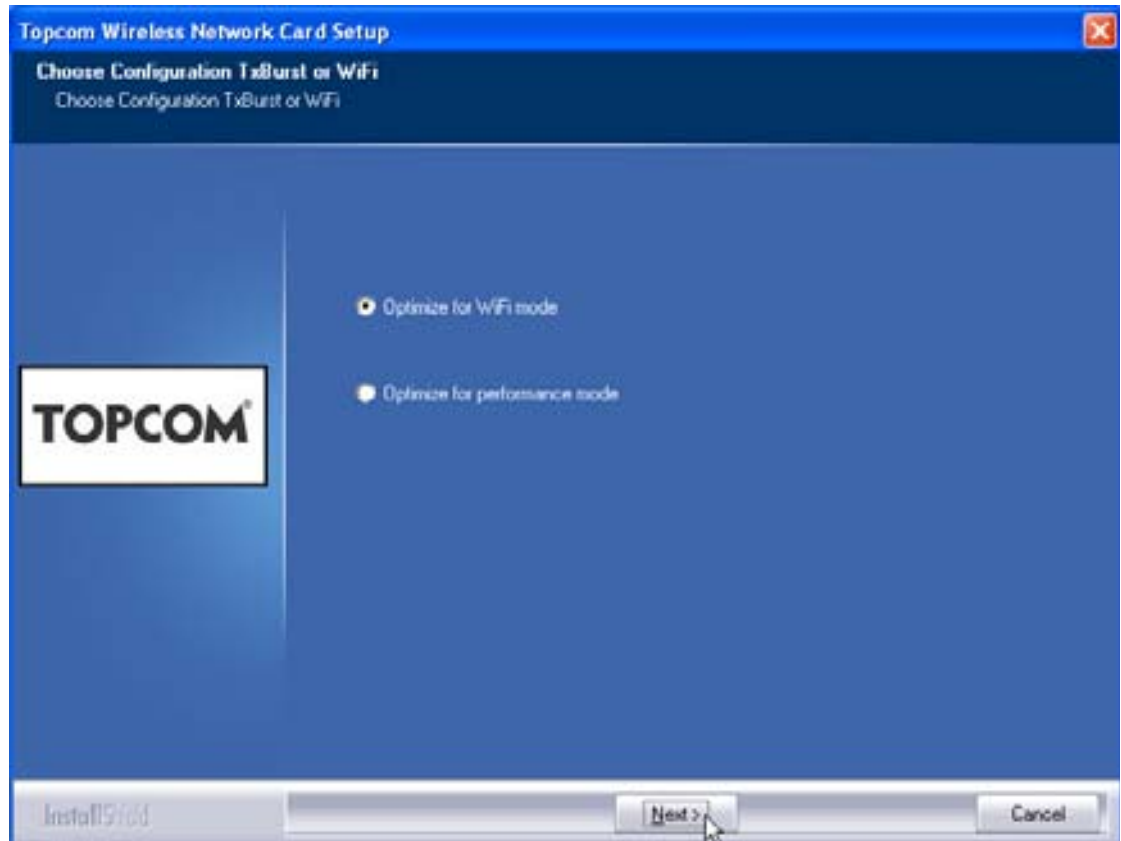 Topcom Wireless Network Card Setup
Choose Configuration TxBurst or WiFi
Choose Configuration TxBurst or WiFi
Optimize for WiFi mode
Optimize for performance mode
TOPCOM®
InstallShield
Next >
Cancel